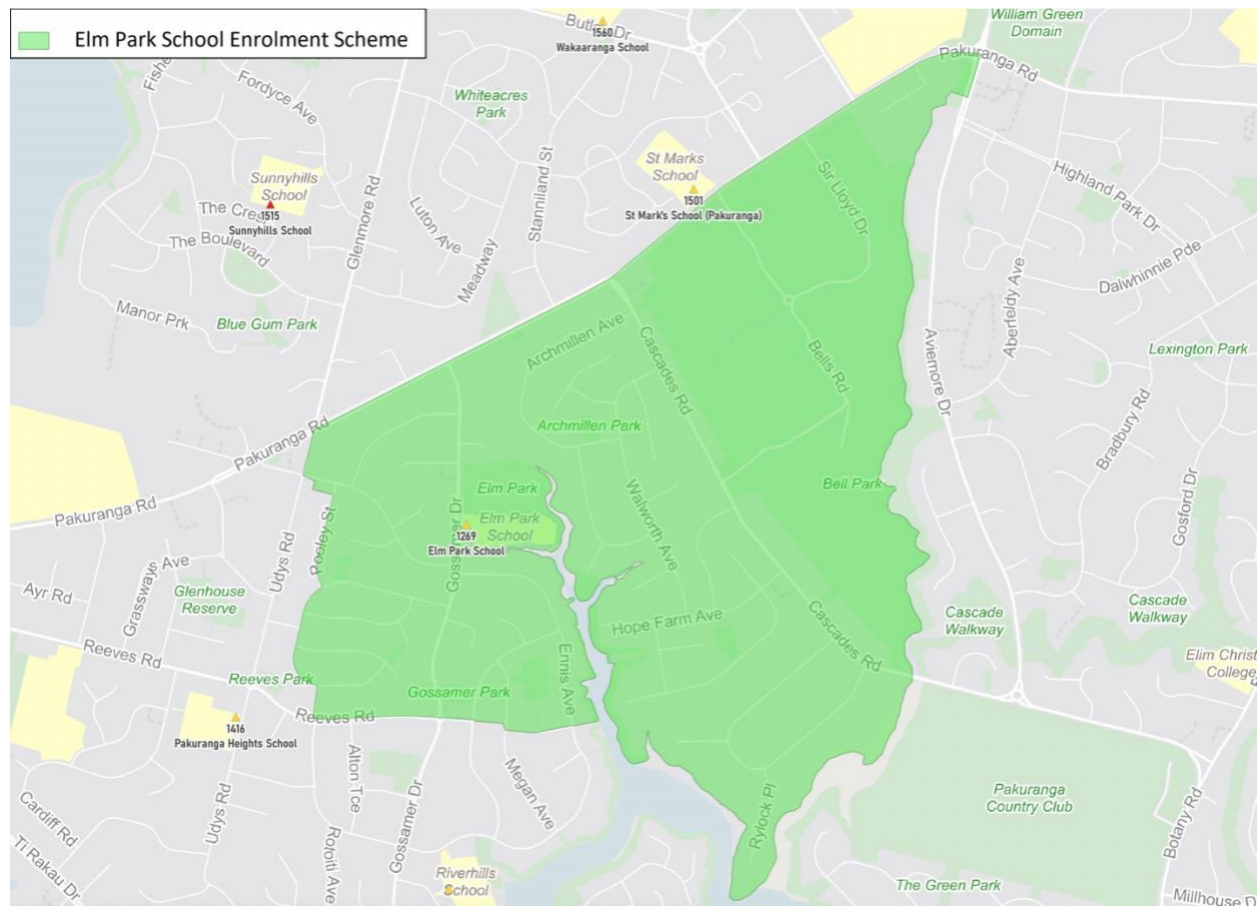 Elm Park School Enrolment Scheme
Butley Dr
1560
Wakaaranga School
William Green
Domain
Pakuranga Rd
Fordyce Ave
Whiteacres
Park
Stanniland St
St Marks
School
1501
St Mark's School (Pakuranga)
Sir Lloyd Dr
Highland Park Dr
Sunnyhills
School
The Cres
1515
Sunnyhills School
The Boulevard
Glenmore Rd
Luton Ave
Meadway
Dalwhinnie Pde
Aberfeldy Ave
Manor Prk
Blue Gum Park
Archmillen Ave
Cascades Rd
Bells Rd
Aviemore Dr
Lexington Park
Bradbury Rd
Archmillen Park
Pakuranga Rd
Pakuranga Rd
Elm Park
Elm Park
School
1269
Elm Park School
Gossamer Dr
Walworth Ave
Bell Park
Gosford Dr
Pooley St
Udys Rd
Grassways Ave
Ayr Rd
Glenhouse
Reserve
Hope Farm Ave
Cascades Rd
Cascade
Walkway
Cascade
Walkway
Reeves Rd
Ennis Ave
Elim Christ
College
Reeves Park
Gossamer Park
Reeves Rd
1416
Pakuranga Heights School
Alton Tce
Megan Ave
Rylock Pl
Pakuranga
Country Club
Botany Rd
Udys Rd
Cardiff Rd
Ti Rakau Dr
Rotoiti Ave
Gossamer Dr
Riverhills
School
The Green Park
Millhouse D